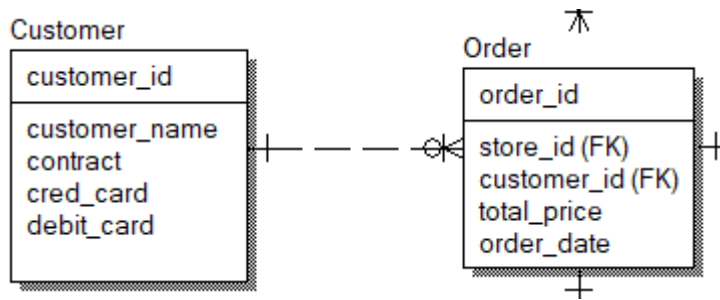 Customer
customer_id
customer_name
contract
cred_card
debit_card
Order
order_id
store_id (FK)
customer_id (FK)
total_price
order_date